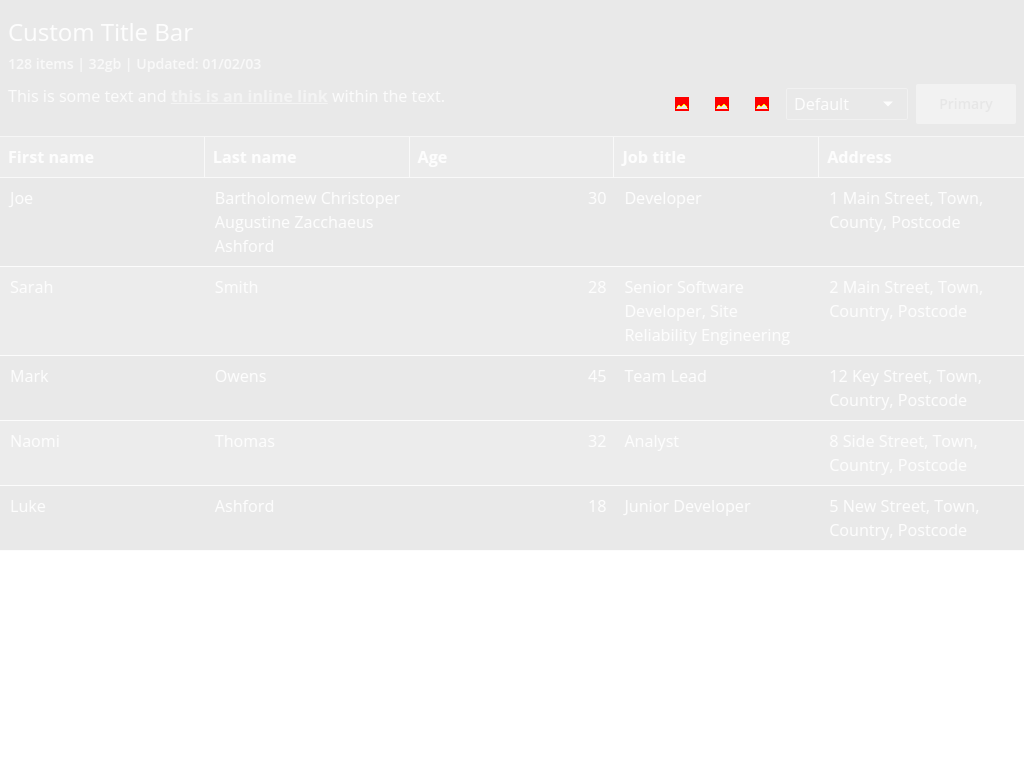 Custom Title Bar
128 items | 32gb | Updated: 01/02/03
This is some text and this is an inline link within the text.
Default
Primary
First name Last name Age Job title Address
Joe Bartholomew Christoper 30 Developer 1 Main Street, Town,
Augustine Zacchaeus County, Postcode
Ashford
Sarah Smith 28 Senior Software 2 Main Street, Town,
Developer, Site Country, Postcode
Reliability Engineering
Mark Owens 45 Team Lead 12 Key Street, Town,
Country, Postcode
Naomi Thomas 32 Analyst 8 Side Street, Town,
Country, Postcode
Luke Ashford 18 Junior Developer 5 New Street, Town,
Country, Postcode